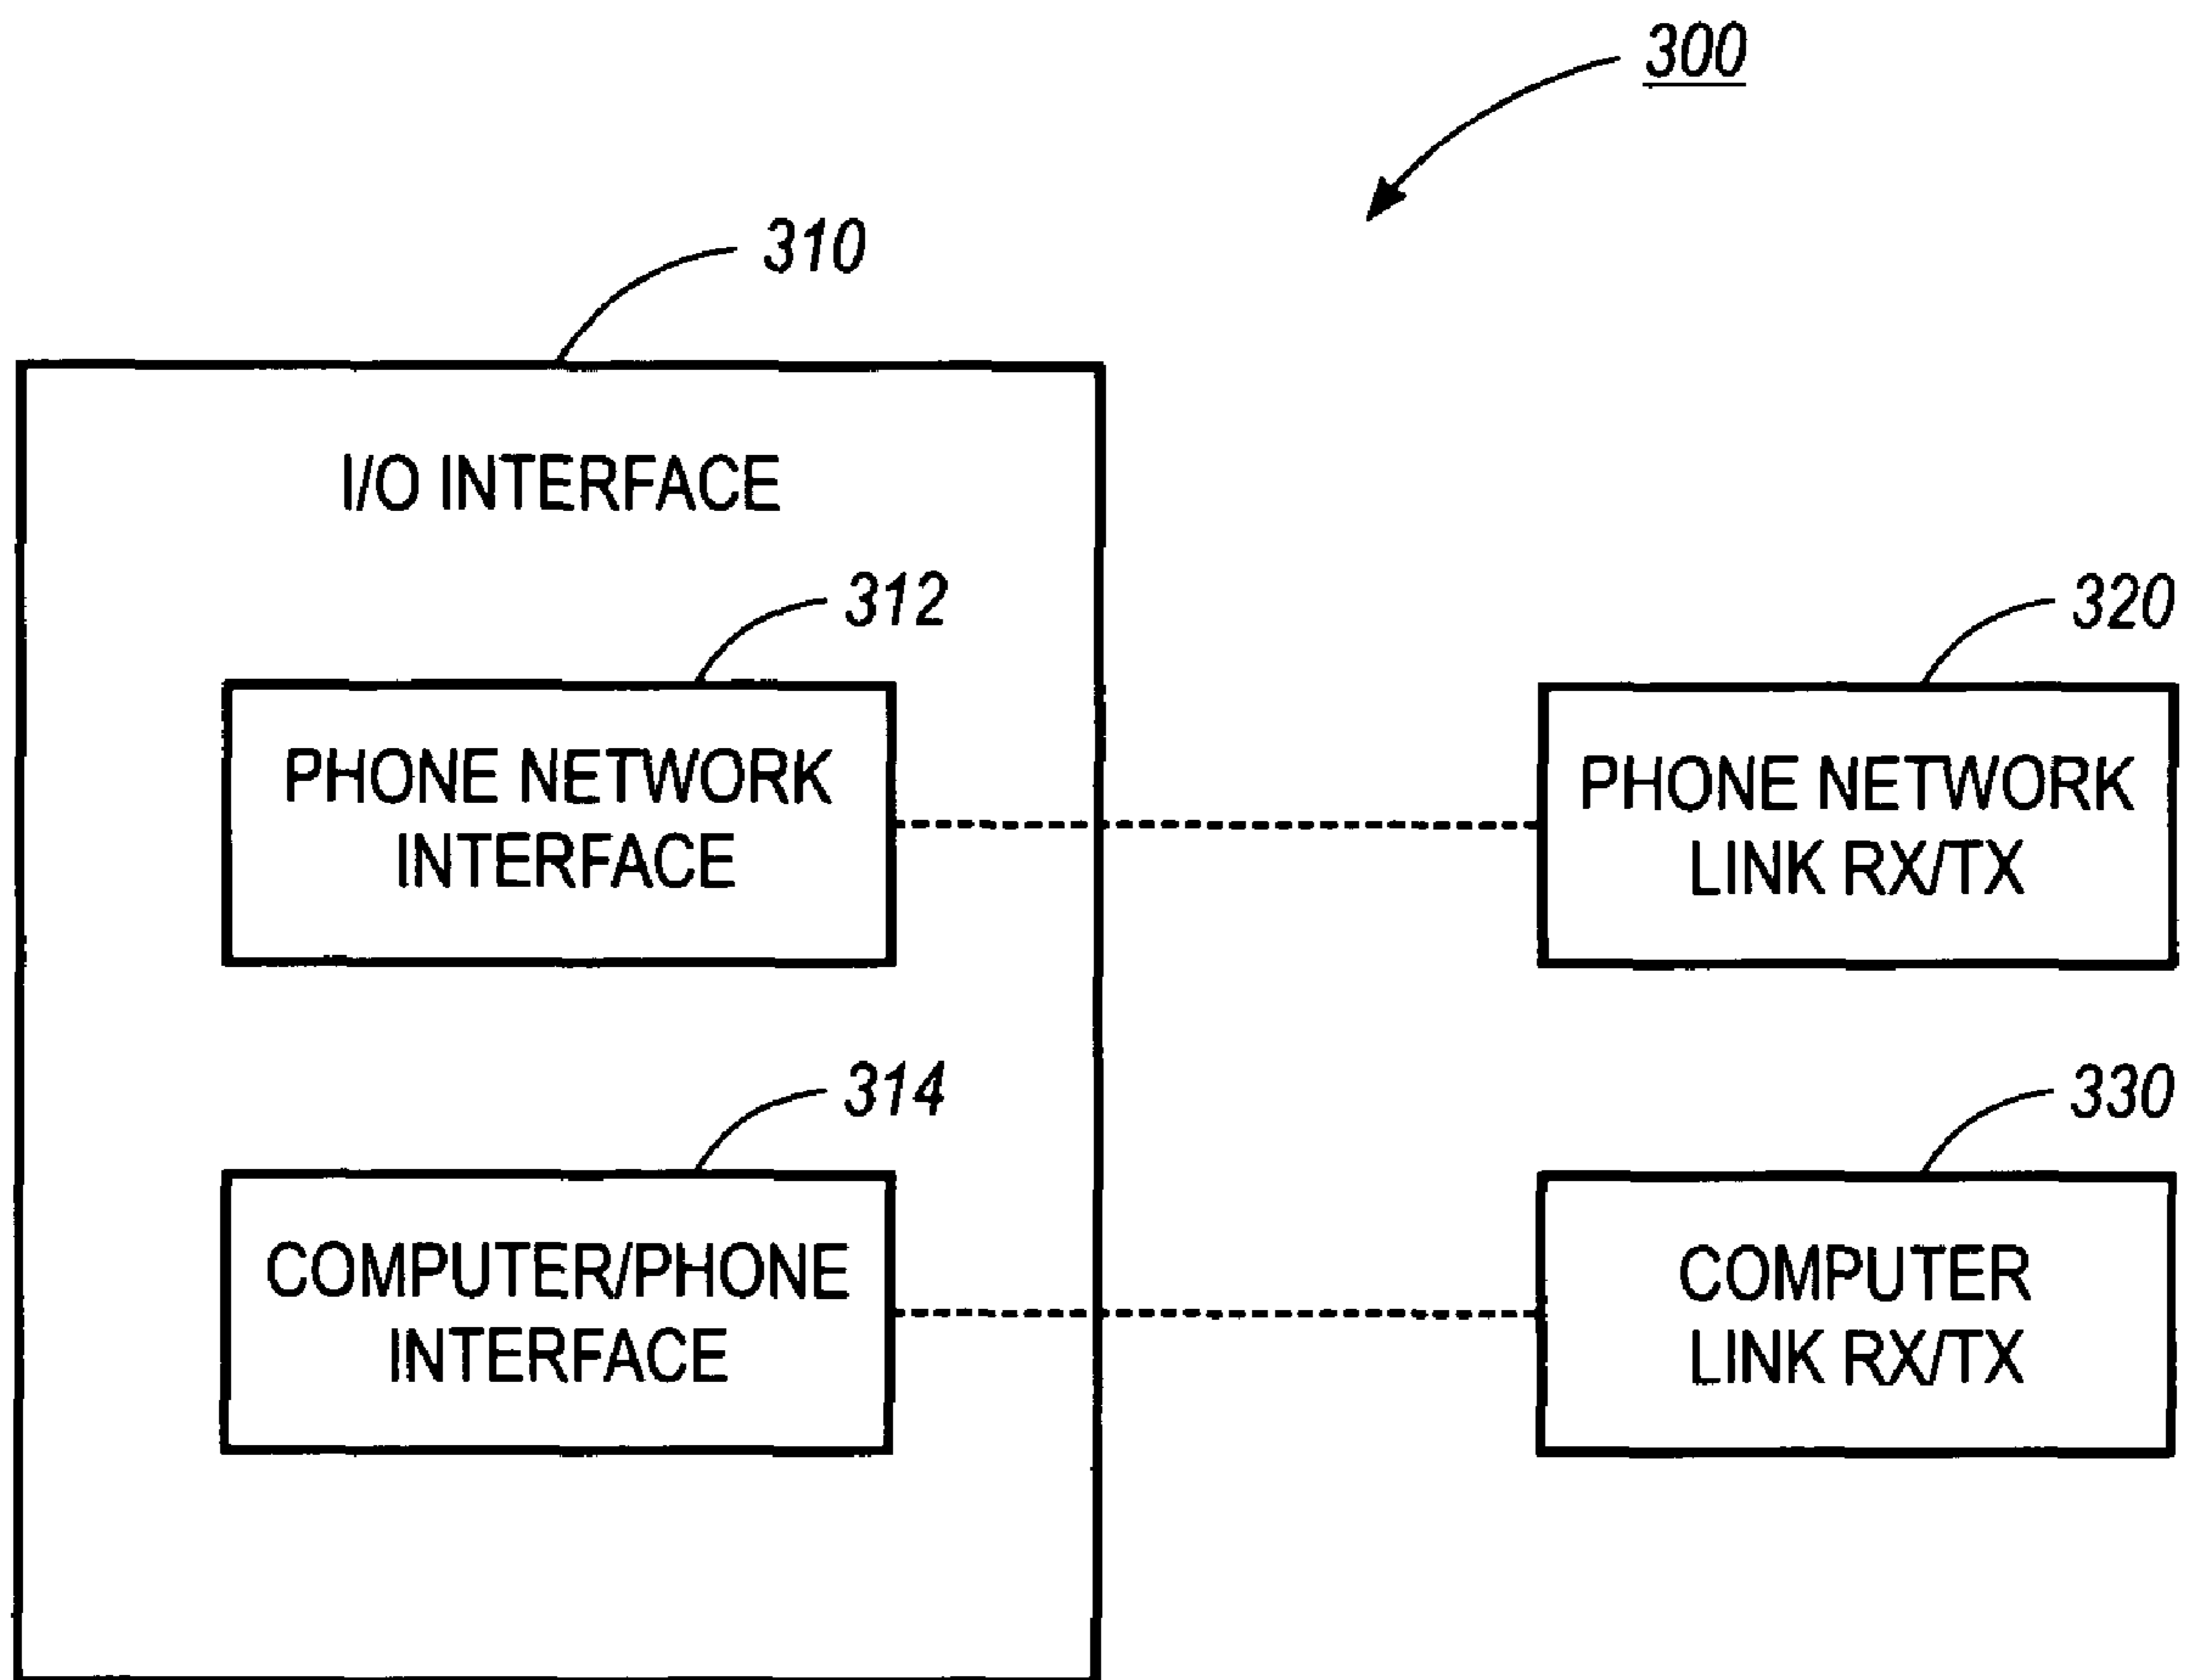 300
310
I/O INTERFACE
312
320
PHONE NETWORK
INTERFACE
PHONE NETWORK
LINK RX/TX
314
330
COMPUTER/PHONE
INTERFACE
COMPUTER
LINK RX/TX